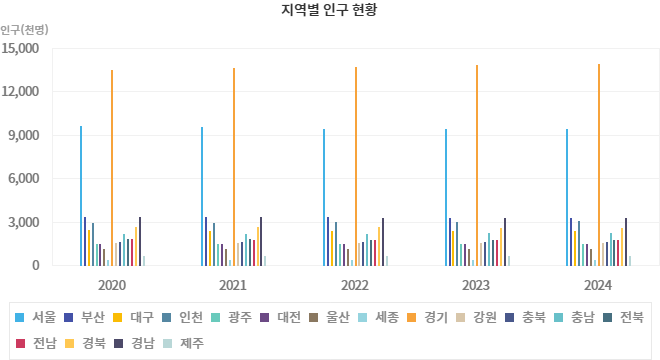 지역별 인구 현황
인구(천명)
15,000
12,000
9,000
6,000
3,000
0
2020 2021 2022 2023 2024
서울 부산 대구 인천 광주 대전 울산 세종 경기 강원 충북 충남 전북
전남 경북 경남 제주